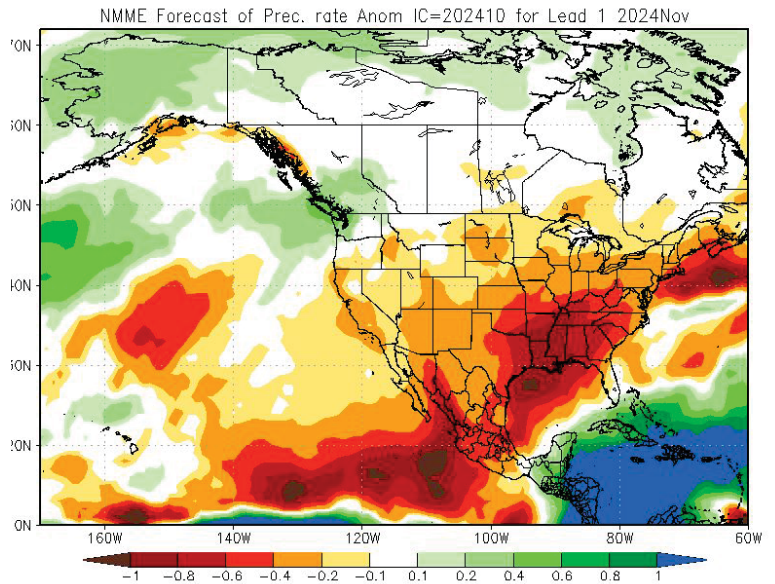 NMME Forecast of Prec. rate Anom IC=202410 for Lead 1 2024Nov
70N
60N
50N
40N
30N
20N
10N
160W 140W 120W 100W 80W 60W
-1 -0.8 -0.6 -0.4 -0.2 -0.1 0.1 0.2 0.4 0.6 0.8 1